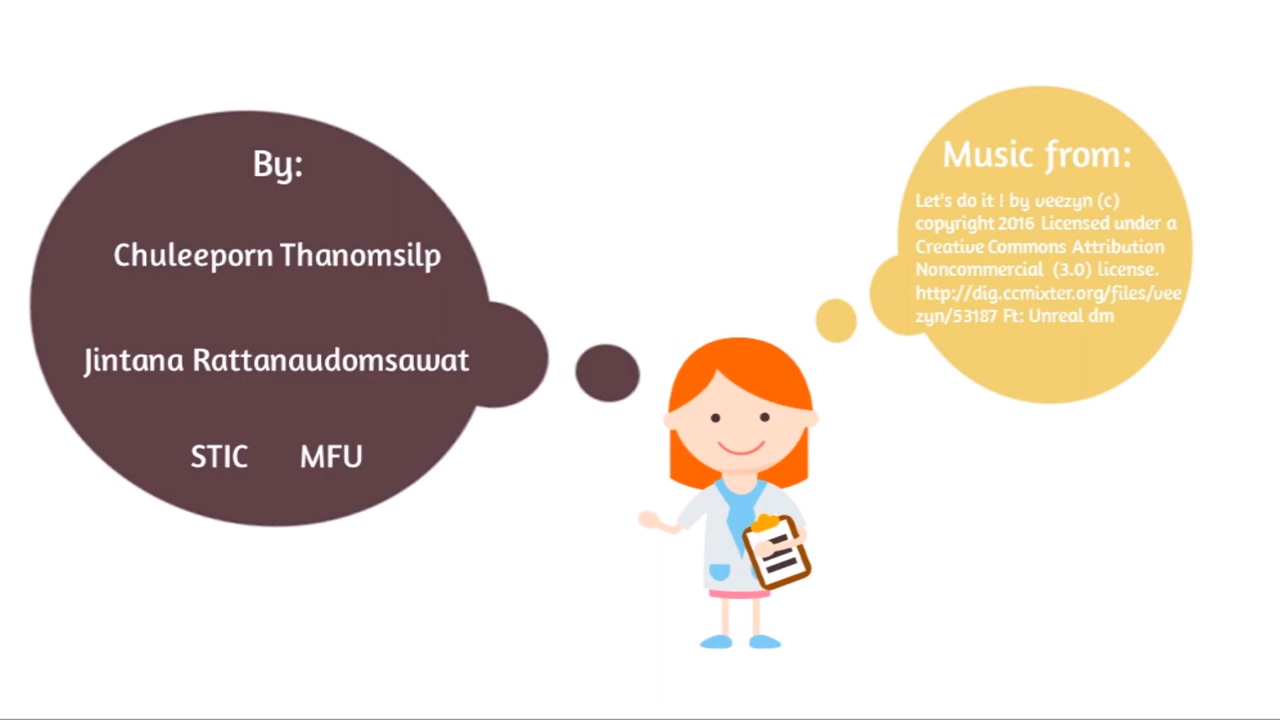 By:
Chuleeporn Thanomsilp
Jintana Rattanaudomsawat
STIC MFU
Music from:
Let's do it ! by veezyn (c)
copyright 2016 Licensed under a
Creative Commons Attribution
Noncommercial (3.0) license.
http://dig.ccmixter.org/files/vee
zyn/53187 Ft: Unreal dm